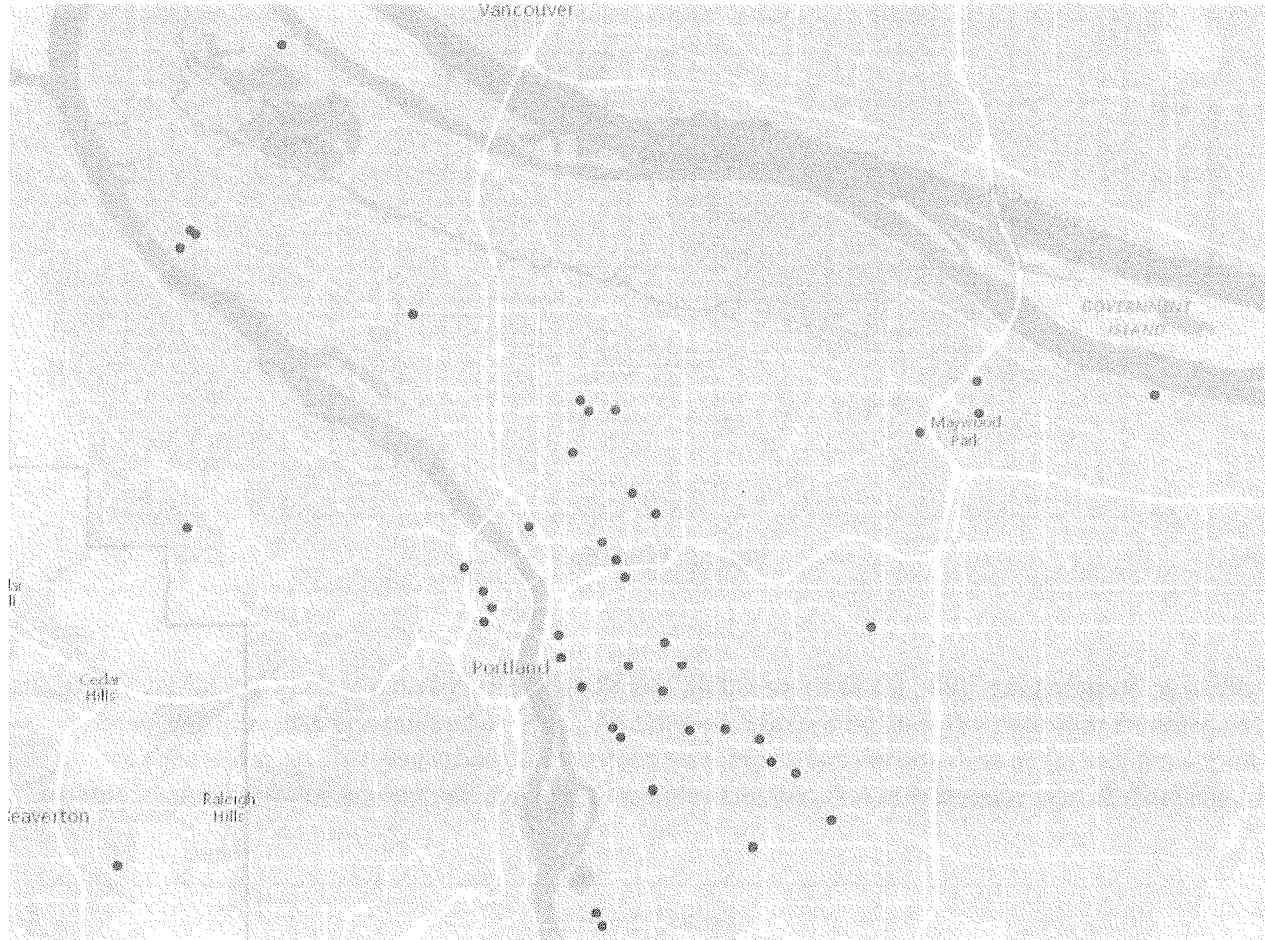 Vancouver
GOVERNMENT
ISLAND
Maywood
Park
Portland
Cedar
Hills
Raleigh
Hills
eaverton